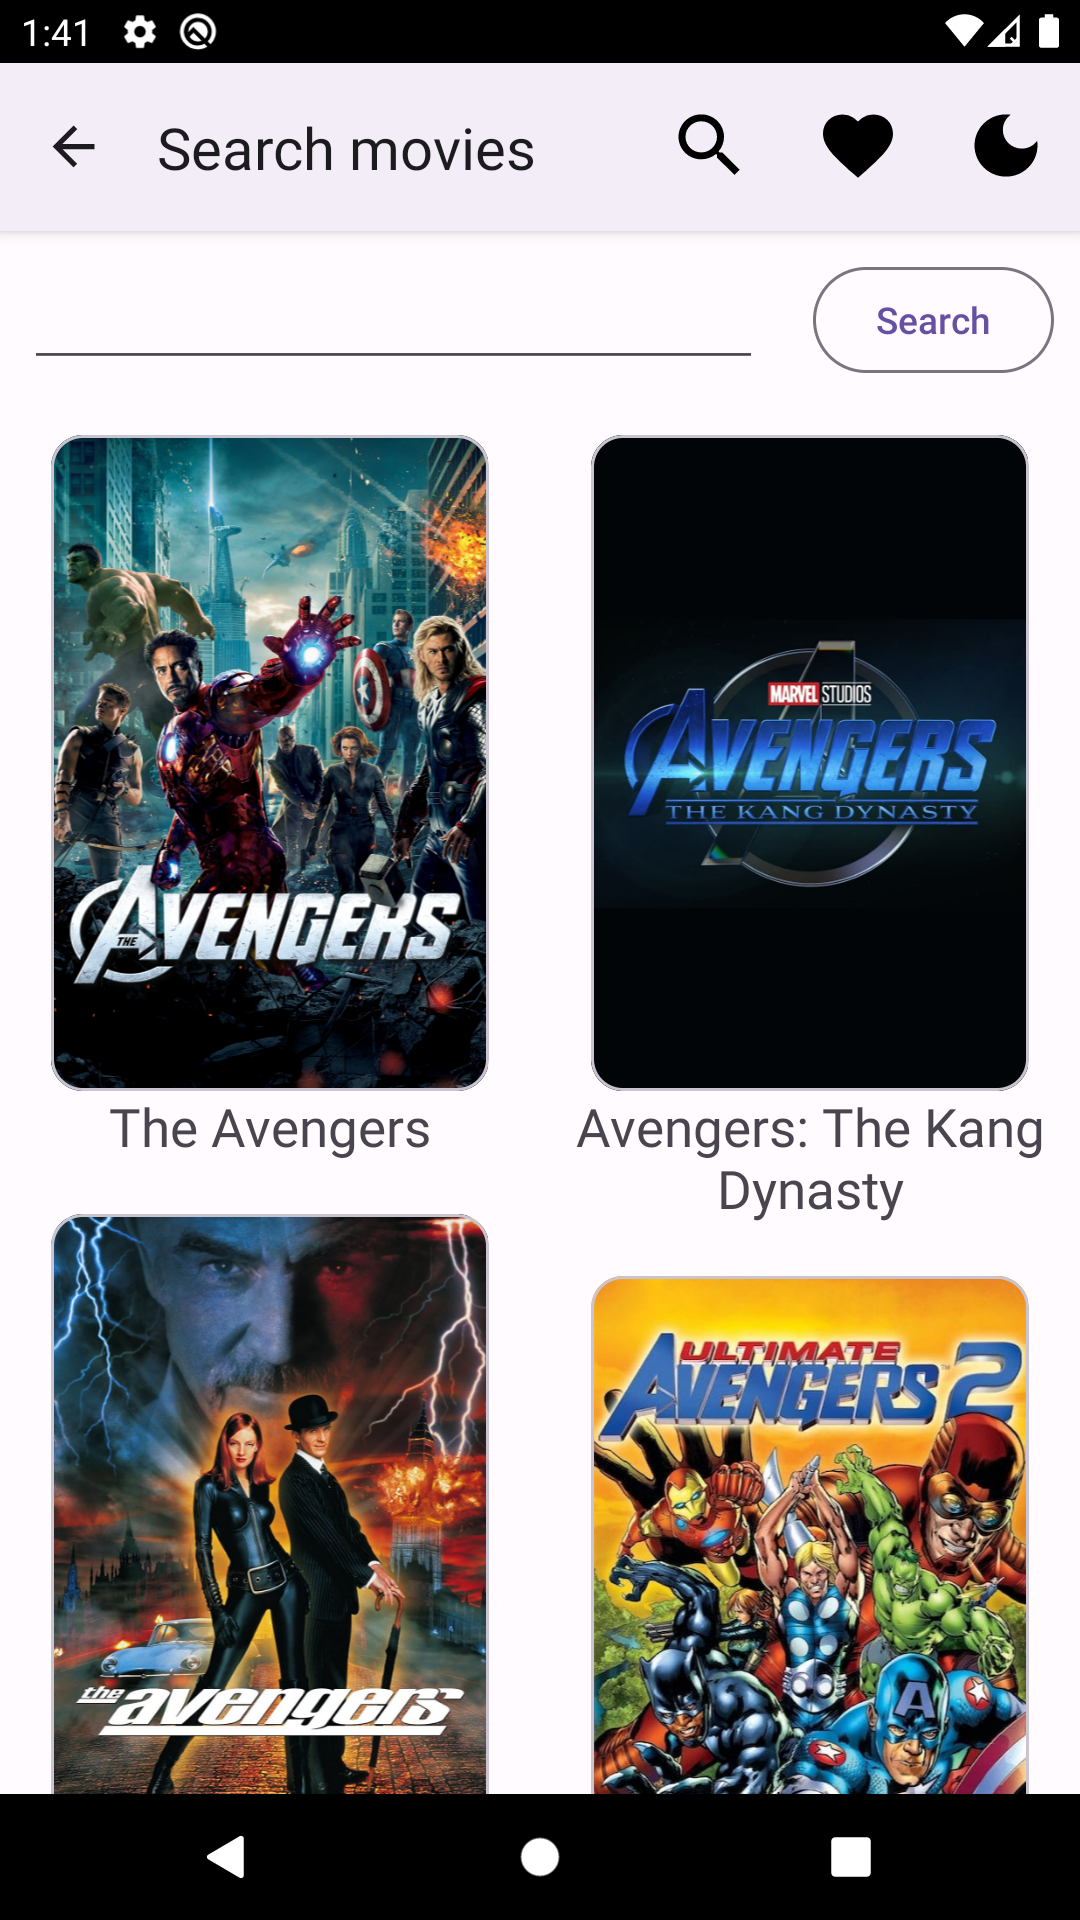 1:41
Search movies
Search
MARVEL STUDIOS
AVENGERS
THE KANG DYNASTY
THE AVENGERS
The Avengers
Avengers: The Kang
Dynasty
ULTIMATE
AVENGERS 2
the avengers